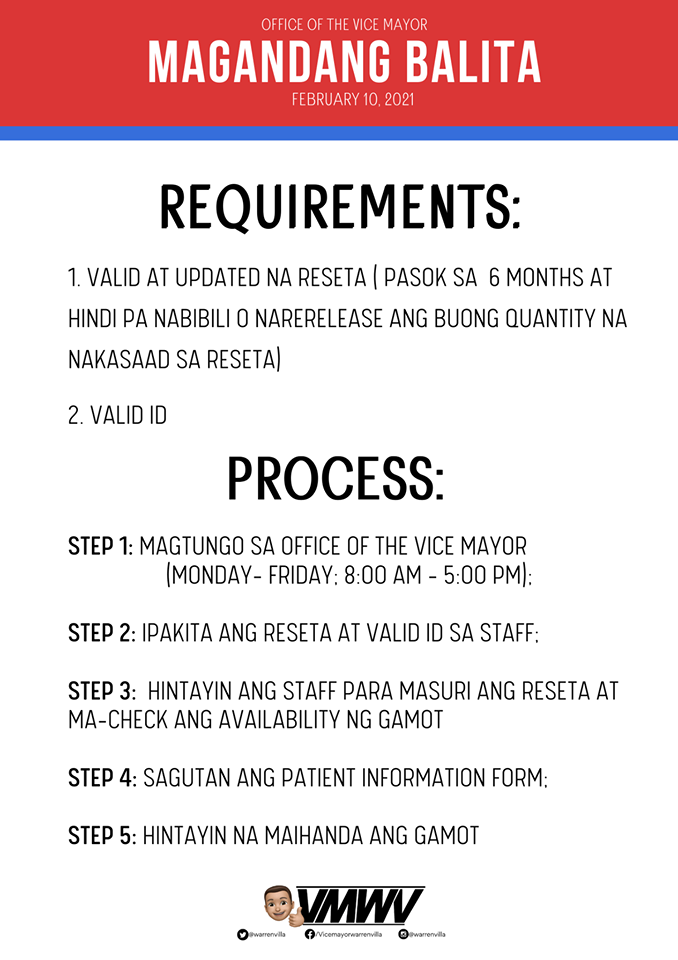 OFFICE OF THE VICE MAYOR
MAGANDANG BALITA
FEBRUARY 10, 2021
REQUIREMENTS:
1. VALID AT UPDATED NA RESETA ( PASOK SA 6 MONTHS AT
HINDI PA NABIBILI O NARERELEASE ANG BUONG QUANTITY NA
NAKASAAD SA RESETA)
2. VALID ID
PROCESS:
STEP 1: MAGTUNGO SA OFFICE OF THE VICE MAYOR
(MONDAY- FRIDAY; 8:00 AM - 5:00 PM);
STEP 2: IPAKITA ANG RESETA AT VALID ID SA STAFF;
STEP 3: HINTAYIN ANG STAFF PARA MASURI ANG RESETA AT
MA-CHECK ANG AVAILABILITY NG GAMOT
STEP 4: SAGUTAN ANG PATIENT INFORMATION FORM;
STEP 5: HINTAYIN NA MAIHANDA ANG GAMOT
VMWV
@warrenvilla /Vicemayorwarrenvilla @warrenvilla